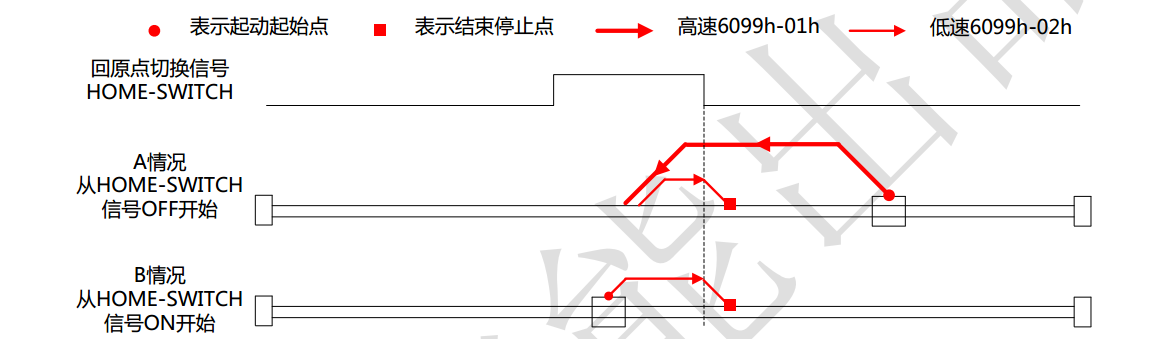 表示起动起始点 表示结束停止点 高速6099h-01h 低速6099h-02h
回原点切换信号
HOME-SWITCH
A情况
从HOME-SWITCH
信号OFF开始
B情况
从HOME-SWITCH
信号ON开始